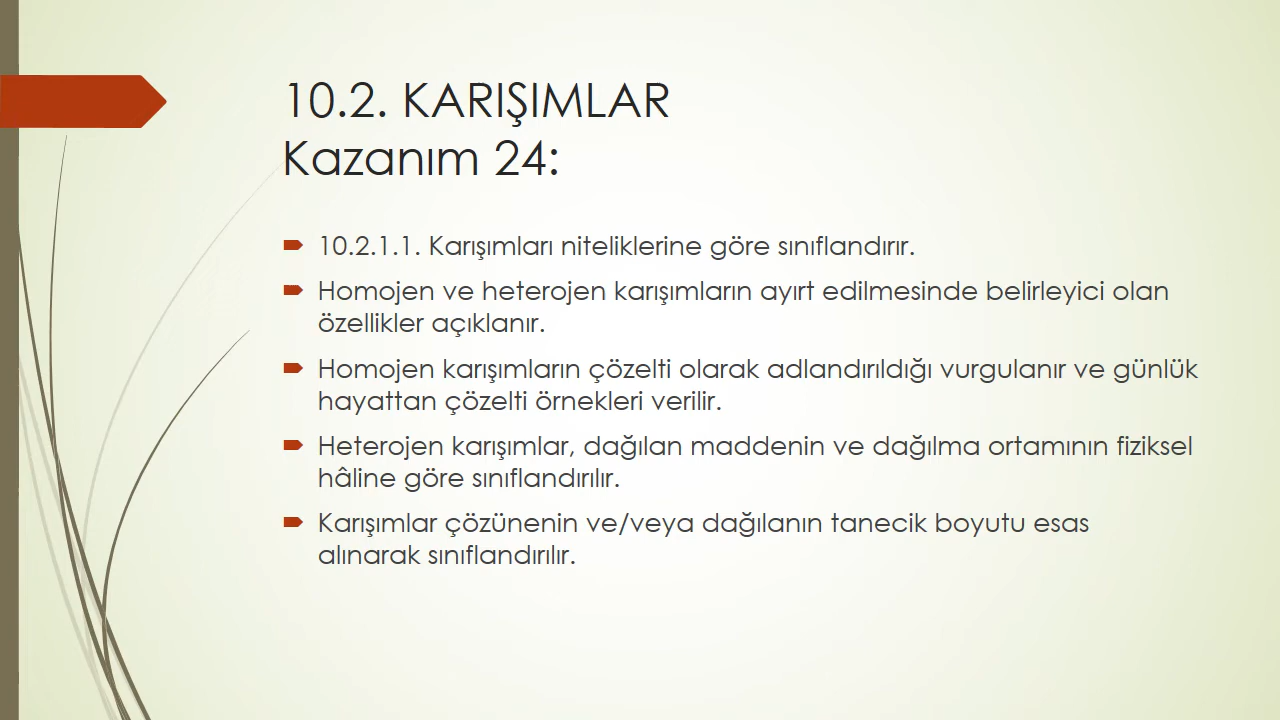 10.2. KARIŞIMLAR
Kazanım 24:
10.2.1.1. Karışımları niteliklerine göre sınıflandırır.
Homojen ve heterojen karışımların ayırt edilmesinde belirleyici olan
özellikler açıklanır.
Homojen karışımların çözelti olarak adlandırıldığı vurgulanır ve günlük
hayattan çözelti örnekleri verilir.
Heterojen karışımlar, dağılan maddenin ve dağılma ortamının fiziksel
hâline göre sınıflandırılır.
Karışımlar çözünenin ve/veya dağılanın tanecik boyutu esas
alınarak sınıflandırılır.